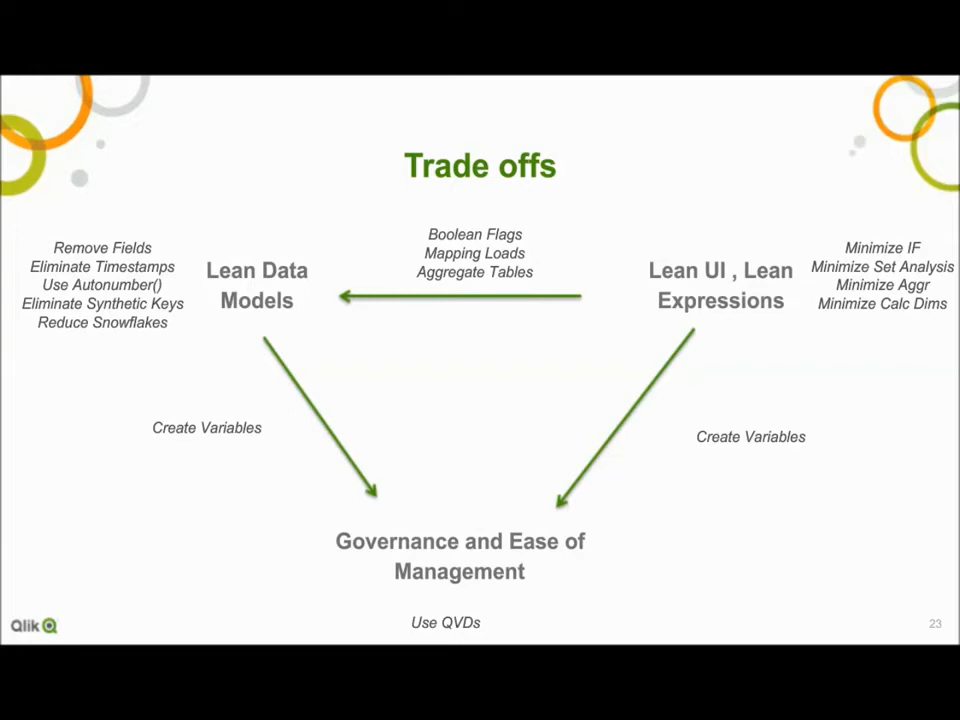 Trade offs
Remove Fields
Eliminate Timestamps
Use Autonumber()
Eliminate Synthetic Keys
Reduce Snowflakes
Lean Data
Models
Boolean Flags
Mapping Loads
Aggregate Tables
Lean UI , Lean
Expressions
Minimize IF
Minimize Set Analysis
Minimize Aggr
Minimize Calc Dims
Create Variables
Create Variables
Governance and Ease of
Management
Use QVDs
Qlik
23